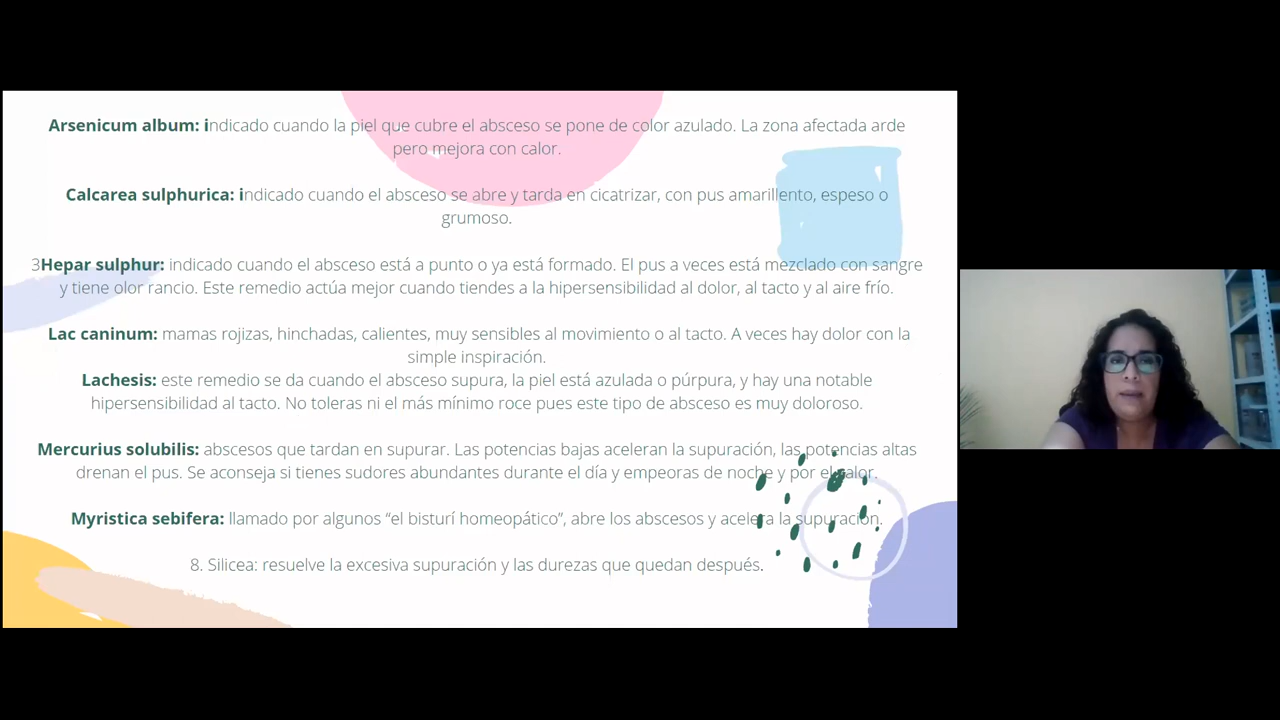 Arsenicum album: indicado cuando la piel que cubre el absceso se pone de color azulado. La zona afectada arde
pero mejora con calor.
Calcarea sulphurica: indicado cuando el absceso se abre y tarda en cicatrizar, con pus amarillento, espeso o
grumoso.
3Hepar sulphur: indicado cuando el absceso está a punto o ya está formado. El pus a veces está mezclado con sangre
y tiene olor rancio. Este remedio actúa mejor cuando tiendes a la hipersensibilidad al dolor, al tacto y al aire frío.
Lac caninum: mamas rojizas, hinchadas, calientes, muy sensibles al movimiento o al tacto. A veces hay dolor con la
simple inspiración.
Lachesis: este remedio se da cuando el absceso supura, la piel está azulada o púrpura, y hay una notable
hipersensibilidad al tacto. No toleras ni el más mínimo roce pues este tipo de absceso es muy doloroso.
Mercurius solubilis: abscesos que tardan en supurar. Las potencias bajas aceleran la supuración, las potencias altas
drenan el pus. Se aconseja si tienes sudores abundantes durante el día y empeoras de noche y por el calor.
Myristica sebifera: llamado por algunos “el bisturí homeopático”, abre los abscesos y acelera la supuración.
8. Silicea: resuelve la excesiva supuración y las durezas que quedan después.